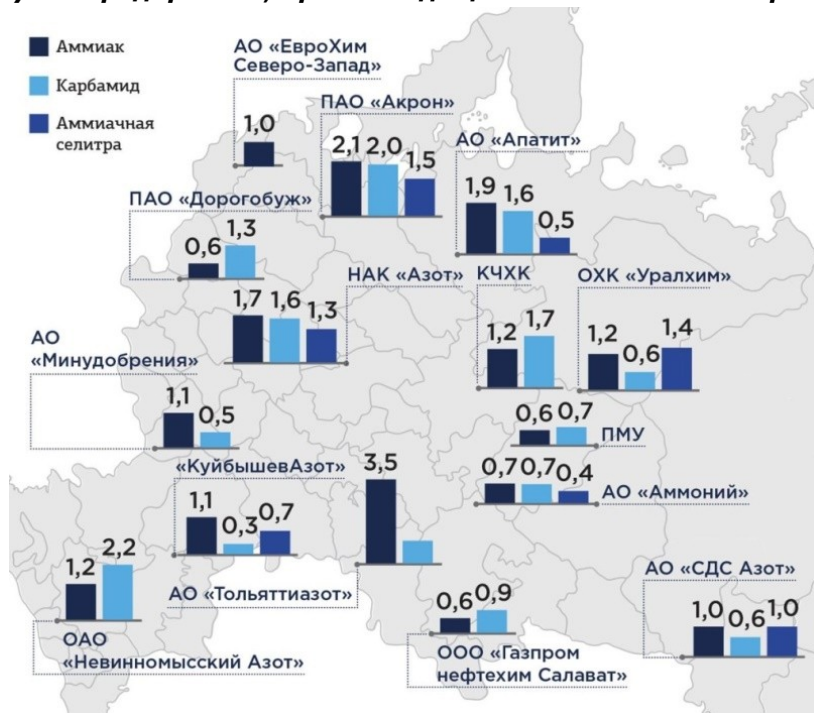 Аммиак
Карбамид
Аммиачная
селитра
АО «ЕвроХим
Северо-Запад»
1,0
ПАО «Акрон»
2,1 2,0 1,5
АО «Апатит»
1,9 1,6 0,5
ПАО «Дорогобуж»
0,6 1,3
НАК «Азот»
1,7 1,6 1,3
КЧХК
1,2 1,7
ОХК «Уралхим»
1,2 0,6 1,4
АО
«Минудобрения»
1,1 0,5
0,6 0,7
ПМУ
«КуйбышевАзот»
1,1 0,3 0,7
3,5
АО «Тольяттиазот»
0,7 0,7 0,4
АО «Аммоний»
1,2 2,2
ОАО
«Невинномысский Азот»
0,6 0,9
ООО «Газпром
нефтехим Салават»
АО «СДС Азот»
1,0 0,6 1,0